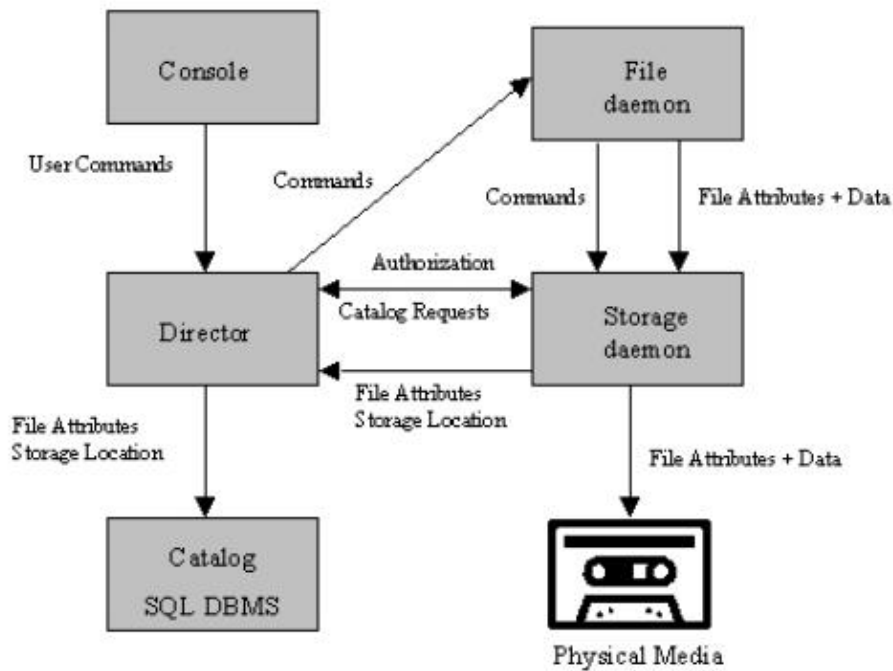 Console
File
daemon
User Commands
Commands
Commands
File Attributes + Data
Authorization
Director
Catalog Requests
Storage
daemon
File Attributes
Storage Location
File Attributes
Storage Location
File Attributes + Data
Catalog
SQL DBMS
Physical Media